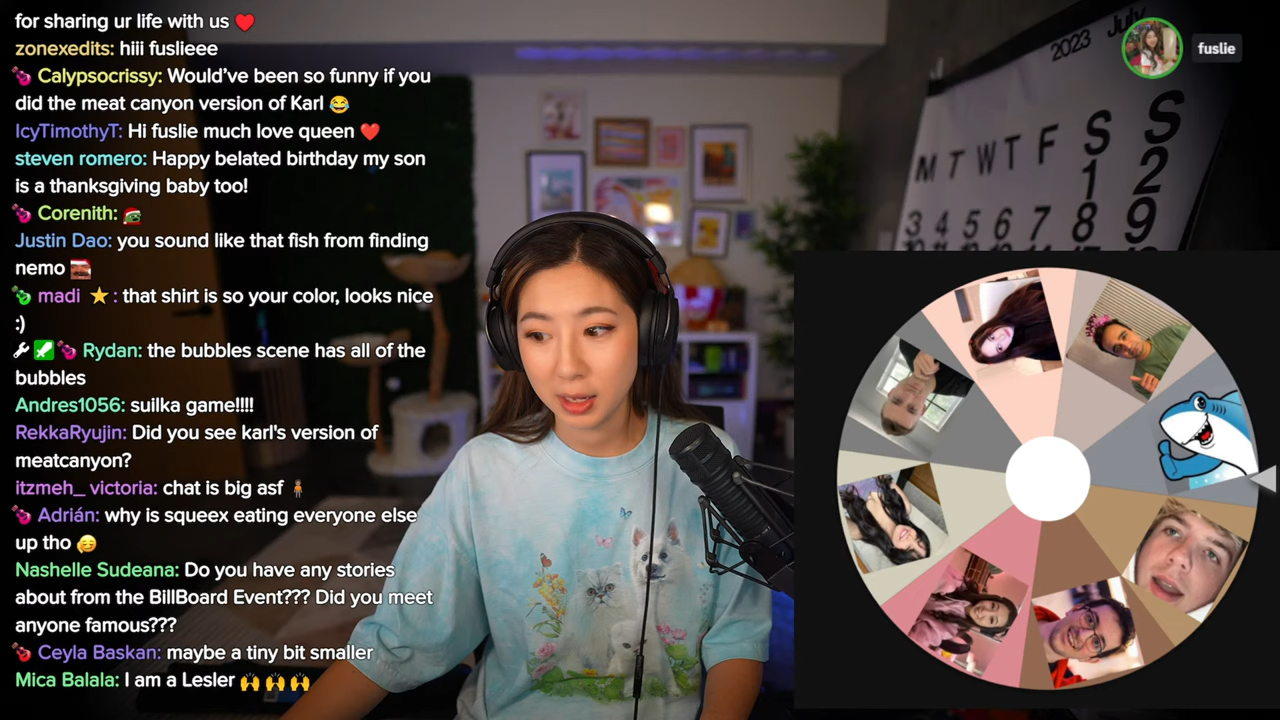 for sharing ur life with us ❤️
zonexedits: hiii fuslieee
Calypsocrissy: Would've been so funny if you
did the meat canyon version of Karl 😂
IcyTimothyT: Hi fuslie much love queen ❤️
steven romero: Happy belated birthday my son
is a thanksgiving baby too!
Corenith:
Justin Dao: you sound like that fish from finding
nemo
madi ⭐: that shirt is so your color, looks nice
:)
Rydan: the bubbles scene has all of the
bubbles
Andres1056: suilka game!!!!
RekkaRyujin: Did you see karl's version of
meatcanyon?
itzmeh_ victoria: chat is big asf 🧍🏾
Adrián: why is squeex eating everyone else
up tho 🥱
Nashelle Sudeana: Do you have any stories
about from the BillBoard Event??? Did you meet
anyone famous???
Ceyla Baskan: maybe a tiny bit smaller
Mica Balala: I am a Lesler 🙌 🙌 🙌
2023 July
fuslie
M T W T F S S
1 2
3 4 5 6 7 8 9